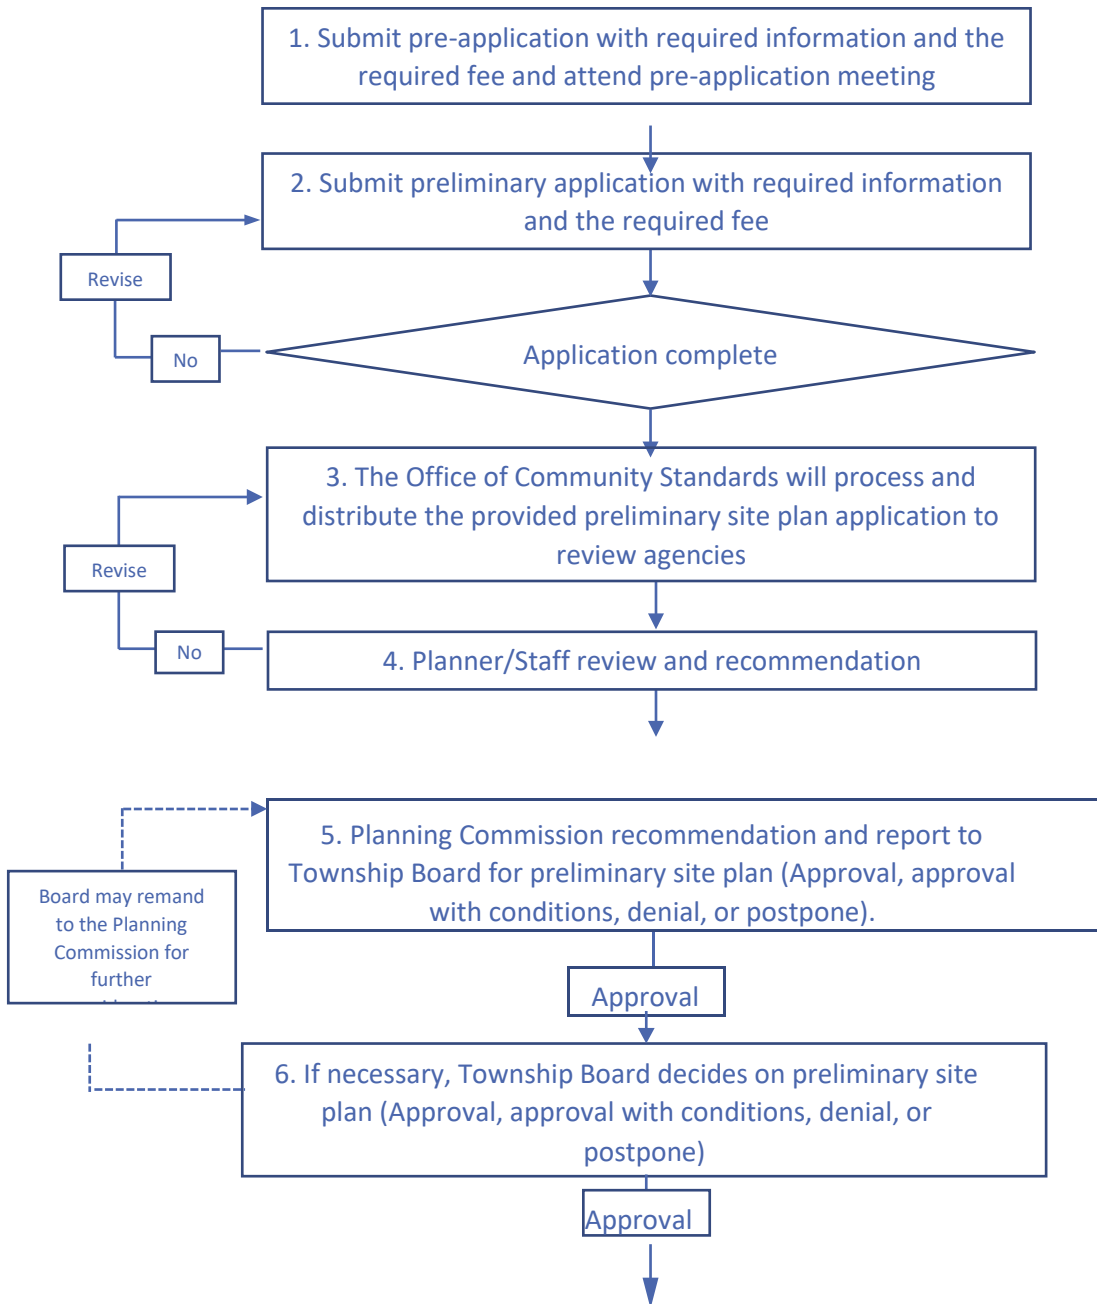 1. Submit pre-application with required information and the
required fee and attend pre-application meeting
2. Submit preliminary application with required information
and the required fee
Revise
Application complete
No
3. The Office of Community Standards will process and
distribute the provided preliminary site plan application to
review agencies
Revise
No
4. Planner/Staff review and recommendation
5. Planning Commission recommendation and report to
Township Board for preliminary site plan (Approval, approval
with conditions, denial, or postpone).
Board may remand
to the Planning
Commission for
further
Approval
6. If necessary, Township Board decides on preliminary site
plan (Approval, approval with conditions, denial, or
postpone)
Approval